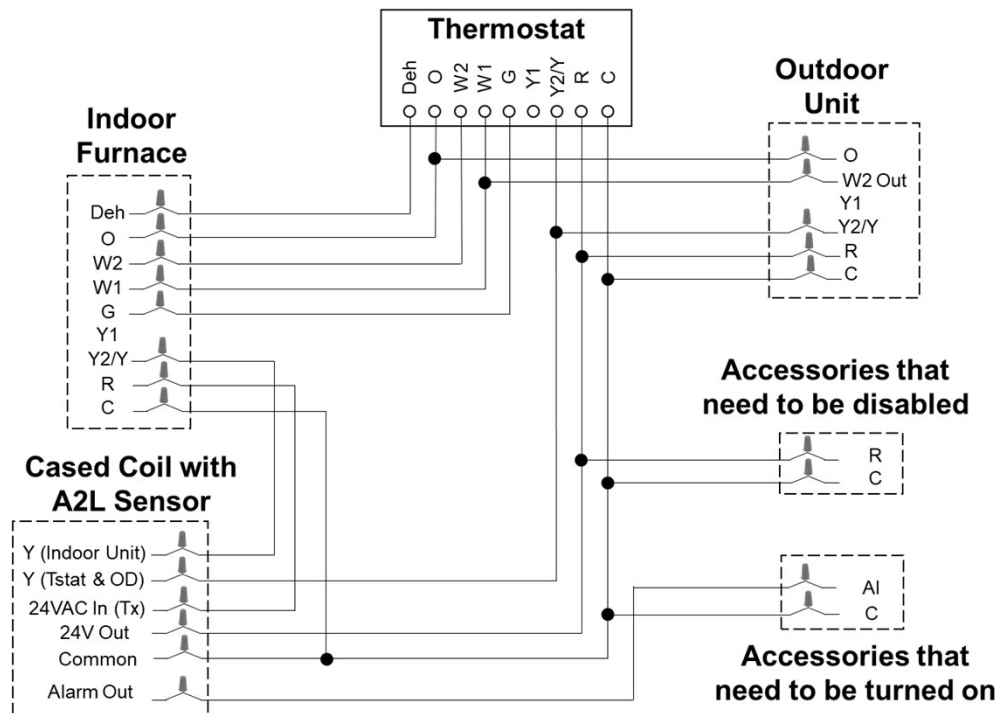 Thermostat
Deh O W2 W1 G Y1 Y2/Y R C
Outdoor
Unit
O
W2 Out
Y1
Y2/Y
R
C
Indoor
Furnace
Deh
O
W2
W1
G
Y1
Y2/Y
R
C
Accessories that
need to be disabled
R
C
Cased Coil with
A2L Sensor
Y (Indoor Unit)
Y (Tstat & OD)
24VAC In (Tx)
24V Out
Common
Alarm Out
Al
C
Accessories that
need to be turned on